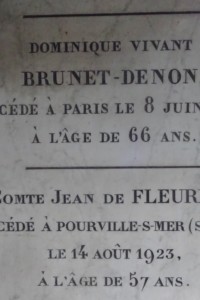 DOMINIQUE VIVANT
BRUNET-DENON
CÉDÉ À PARIS LE 8 JUIN
À L'ÂGE DE 66 ANS.
COMTE JEAN DE FLEURI
CÉDÉ À POURVILLE-S-MER (S
LE 14 AOÛT 1923,
À L'ÂGE DE 57 ANS.